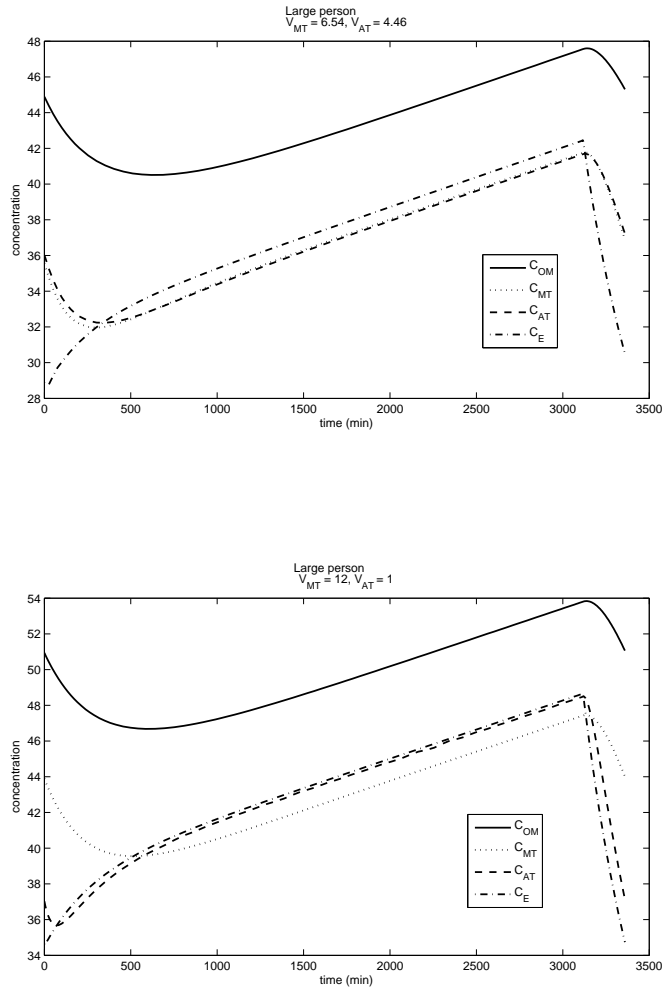 Large person
V_MT = 6.54, V_AT = 4.46
48
46
44
42
40
38
36
34
32
30
28
concentration
C_OM
C_MT
C_AT
C_E
0 500 1000 1500 2000 2500 3000 3500
time (min)
Large person
V_MT = 12, V_AT = 1
54
52
50
48
46
44
42
40
38
36
34
concentration
C_OM
C_MT
C_AT
C_E
0 500 1000 1500 2000 2500 3000 3500
time (min)